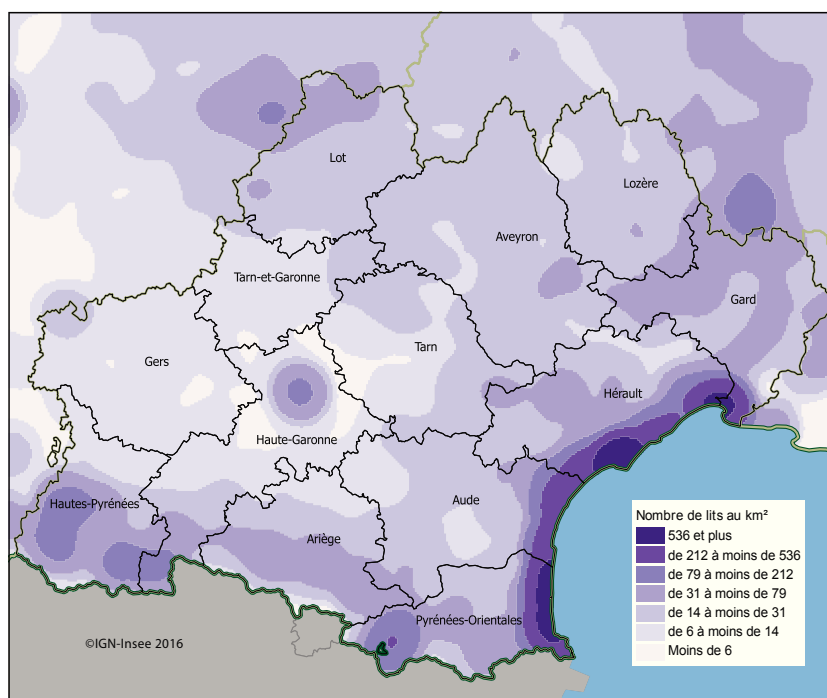 Lot
Lozère
Aveyron
Tarn-et-Garonne
Gard
Tarn
Gers
Hérault
Haute-Garonne
Hautes-Pyrénées
Aude
Ariège
Pyrénées-Orientales
©IGN-Insee 2016
Nombre de lits au km²
536 et plus
de 212 à moins de 536
de 79 à moins de 212
de 31 à moins de 79
de 14 à moins de 31
de 6 à moins de 14
Moins de 6